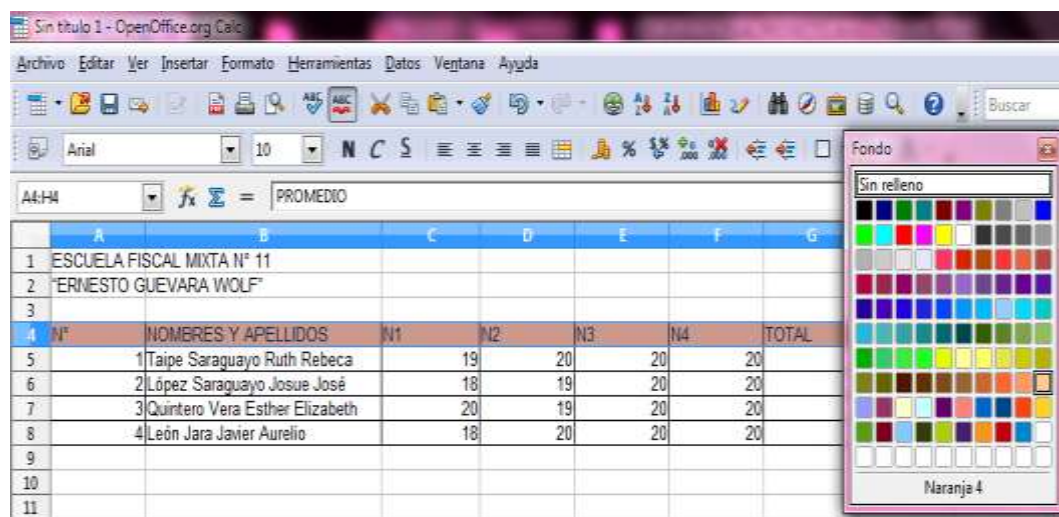 Sin título 1 - OpenOffice.org Calc
Archivo Editar Ver Insertar Formato Herramientas Datos Ventana Ayuda
ABC ABC Buscar
Arial 10 N C S % Fondo
Sin relleno
A4:H4 fx Σ = PROMEDIO
A B C D E F G
1 ESCUELA FISCAL MIXTA N° 11
2 "ERNESTO GUEVARA WOLF"
3
4 N° NOMBRES Y APELLIDOS N1 N2 N3 N4 TOTAL
5 1 Taipe Saraguayo Ruth Rebeca 19 20 20 20
6 2 López Saraguayo Josue José 18 19 20 20
7 3 Quintero Vera Esther Elizabeth 20 19 20 20
8 4 León Jara Javier Aurelio 18 20 20 20
9
10
11
Naranja 4